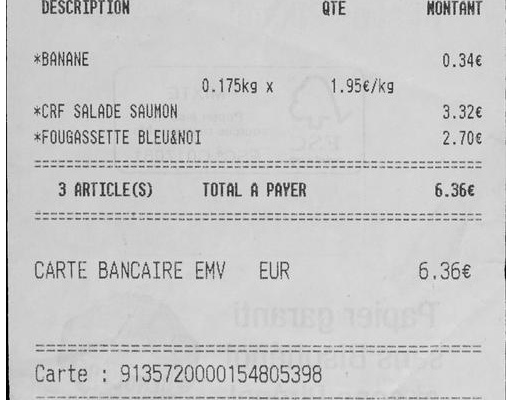 DESCRIPTION QTE MONTANT
*BANANE 0.34€
0.175kg x 1.95€/kg
*CRF SALADE SAUMON 3.32€
*FOUGASSETTE BLEU&NOI 2.70€
3 ARTICLE(S) TOTAL A PAYER 6.36€
CARTE BANCAIRE EMV EUR 6.36€
Papier garanti
sans
Carte : 9135720000154805398